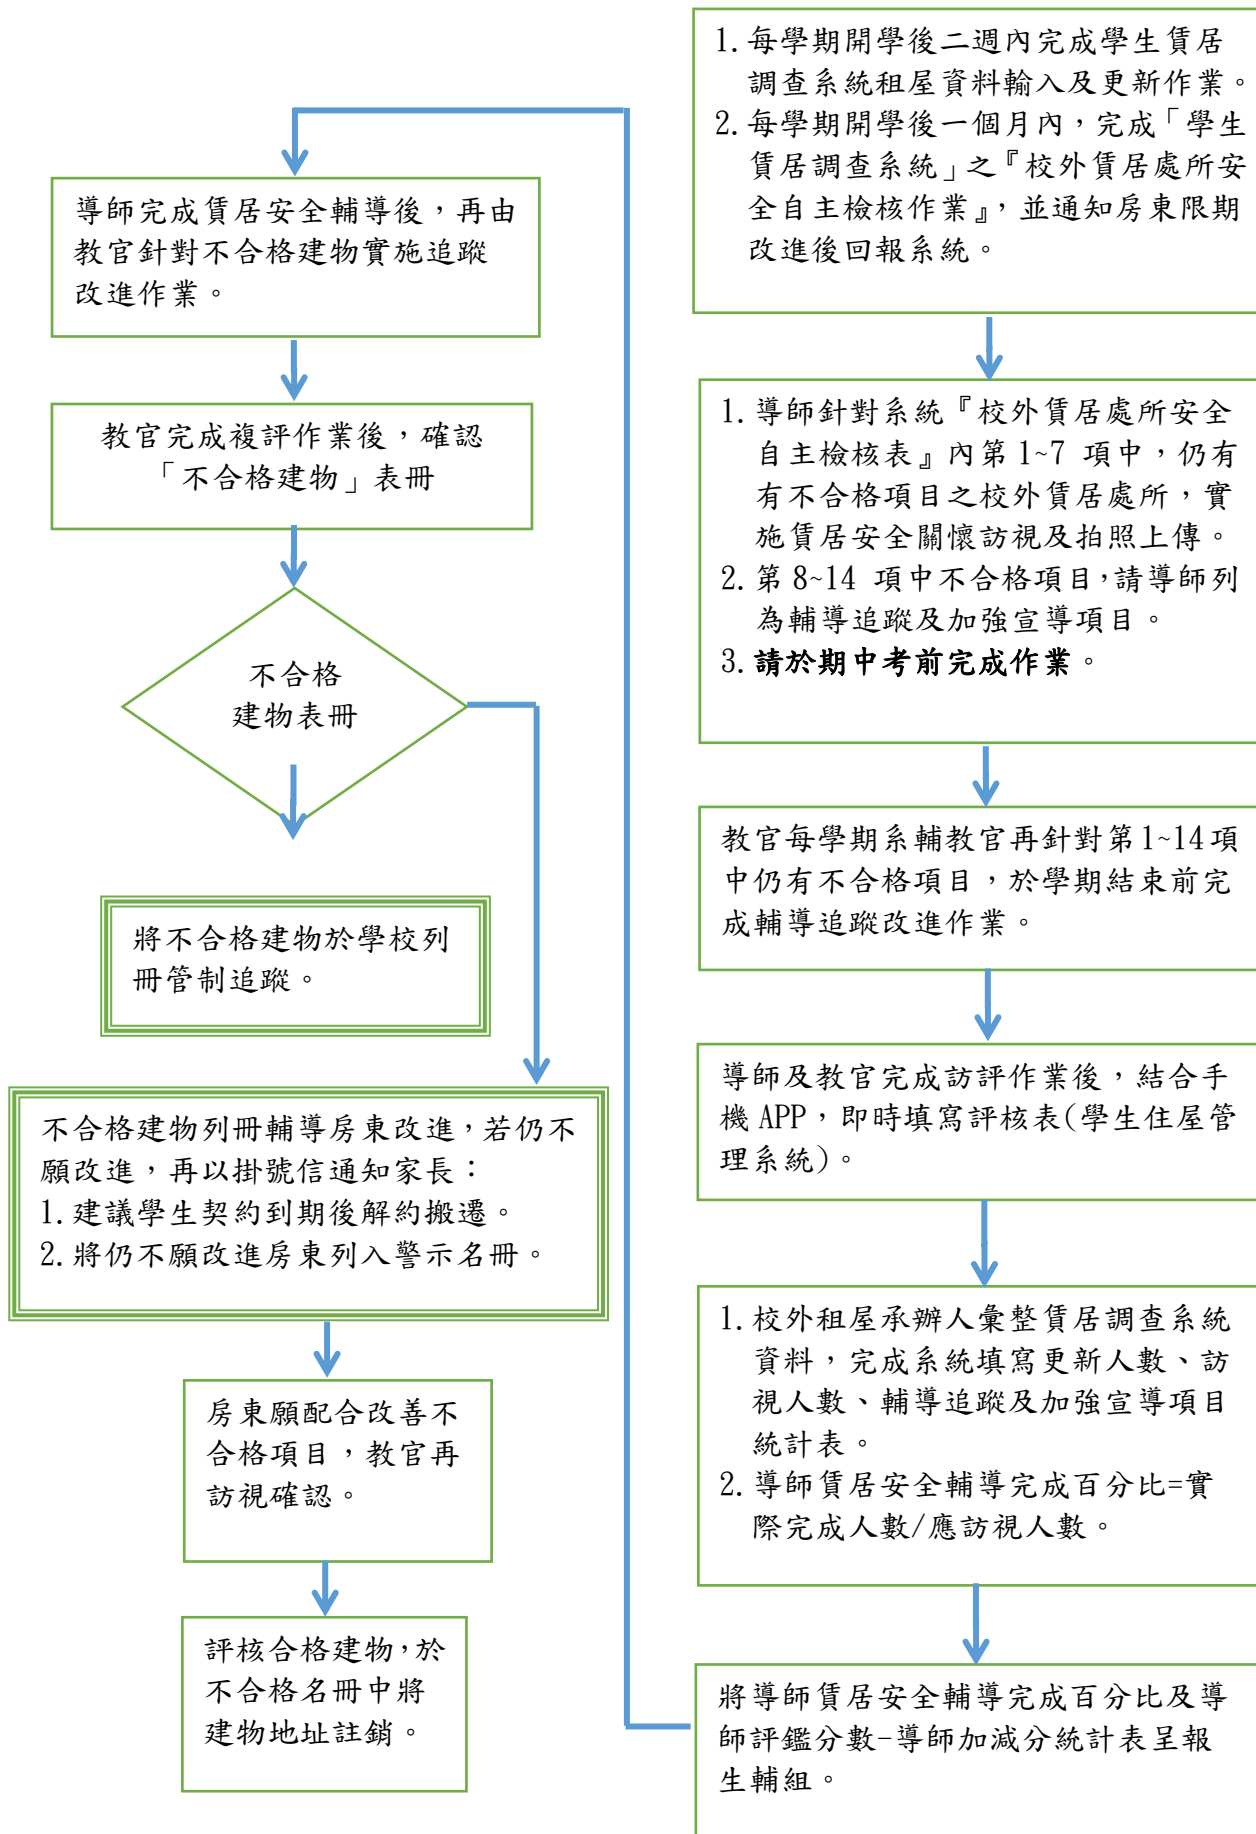 1. 每學期開學後二週內完成學生賃居
調查系統租屋資料輸入及更新作業。
2. 每學期開學後一個月內，完成「學生
賃居調查系統」之『校外賃居處所安
全自主檢核作業』，並通知房東限期
改進後回報系統。
1. 導師針對系統『校外賃居處所安全
自主檢核表』內第 1~7 項中，仍有
有不合格項目之校外賃居處所，實
施賃居安全關懷訪視及拍照上傳。
2. 第 8~14 項中不合格項目，請導師列
為輔導追蹤及加強宣導項目。
3. 請於期中考前完成作業。
教官每學期系輔教官再針對第 1~14 項
中仍有不合格項目，於學期結束前完
成輔導追蹤改進作業。
導師及教官完成訪評作業後，結合手
機 APP，即時填寫評核表(學生住屋管
理系統)。
1. 校外租屋承辦人彙整賃居調查系統
資料，完成系統填寫更新人數、訪
視人數、輔導追蹤及加強宣導項目
統計表。
2. 導師賃居安全輔導完成百分比=實
際完成人數/應訪視人數。
將導師賃居安全輔導完成百分比及導
師評鑑分數-導師加減分統計表呈報
生輔組。
導師完成賃居安全輔導後，再由
教官針對不合格建物實施追蹤
改進作業。
教官完成複評作業後，確認
「不合格建物」表冊
不合格
建物表冊
將不合格建物於學校列
冊管制追蹤。
不合格建物列冊輔導房東改進，若仍不
願改進，再以掛號信通知家長：
1. 建議學生契約到期後解約搬遷。
2. 將仍不願改進房東列入警示名冊。
房東願配合改善不
合格項目，教官再
訪視確認。
評核合格建物，於
不合格名冊中將
建物地址註銷。